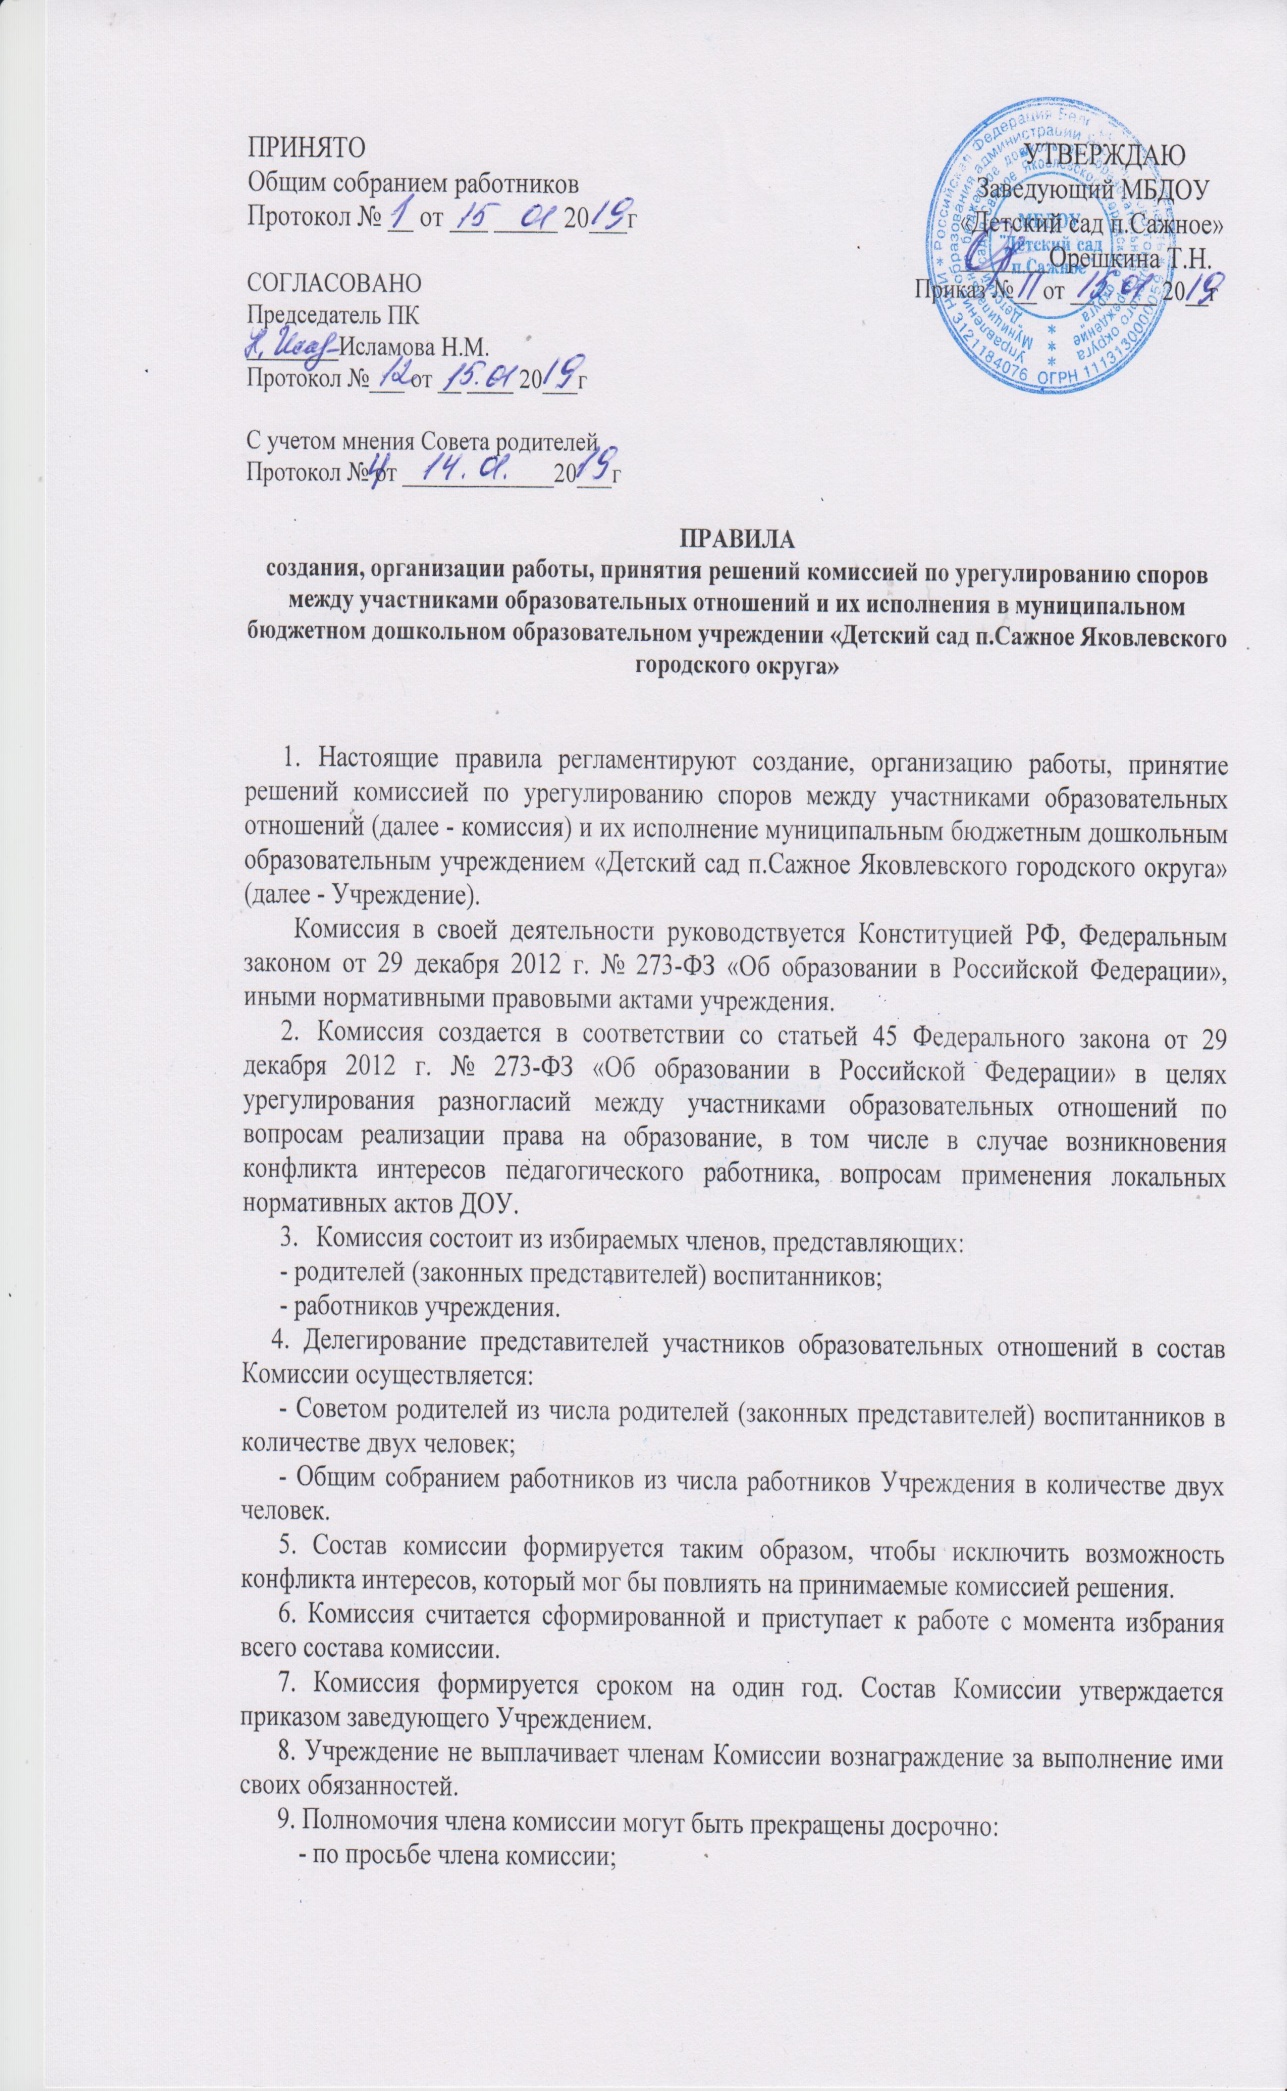 ПРИНЯТО
Общим собранием работников
Протокол № 1 от 15 01 2019г
СОГЛАСОВАНО
Председатель ПК
Исламова Н.М.
Протокол № 12 от 15.01 2019г
С учетом мнения Совета родителей
Протокол № 4 от 14.01. 2019г
УТВЕРЖДАЮ
Заведующий МБДОУ
«Детский сад п.Сажное»
Орешкина Т.Н.
Приказ № 11 от 15 01 2019г
МБДОУ
"Детский сад
п.Сажное"
ИНН 3121184076 ОГРН
ПРАВИЛА
создания, организации работы, принятия решений комиссией по урегулированию споров
между участниками образовательных отношений и их исполнения в муниципальном
бюджетном дошкольном образовательном учреждении «Детский сад п.Сажное Яковлевского
городского округа»
1. Настоящие правила регламентируют создание, организацию работы, принятие
решений комиссией по урегулированию споров между участниками образовательных
отношений (далее - комиссия) и их исполнение муниципальным бюджетным дошкольным
образовательным учреждением «Детский сад п.Сажное Яковлевского городского округа»
(далее - Учреждение).
Комиссия в своей деятельности руководствуется Конституцией РФ, Федеральным
законом от 29 декабря 2012 г. № 273-ФЗ «Об образовании в Российской Федерации»,
иными нормативными правовыми актами учреждения.
2. Комиссия создается в соответствии со статьей 45 Федерального закона от 29
декабря 2012 г. № 273-ФЗ «Об образовании в Российской Федерации» в целях
урегулирования разногласий между участниками образовательных отношений по
вопросам реализации права на образование, в том числе в случае возникновения
конфликта интересов педагогического работника, вопросам применения локальных
нормативных актов ДОУ.
3. Комиссия состоит из избираемых членов, представляющих:
- родителей (законных представителей) воспитанников;
- работников учреждения.
4. Делегирование представителей участников образовательных отношений в состав
Комиссии осуществляется:
- Советом родителей из числа родителей (законных представителей) воспитанников в
количестве двух человек;
- Общим собранием работников из числа работников Учреждения в количестве двух
человек.
5. Состав комиссии формируется таким образом, чтобы исключить возможность
конфликта интересов, который мог бы повлиять на принимаемые комиссией решения.
6. Комиссия считается сформированной и приступает к работе с момента избрания
всего состава комиссии.
7. Комиссия формируется сроком на один год. Состав Комиссии утверждается
приказом заведующего Учреждением.
8. Учреждение не выплачивает членам Комиссии вознаграждение за выполнение ими
своих обязанностей.
9. Полномочия члена комиссии могут быть прекращены досрочно:
- по просьбе члена комиссии;